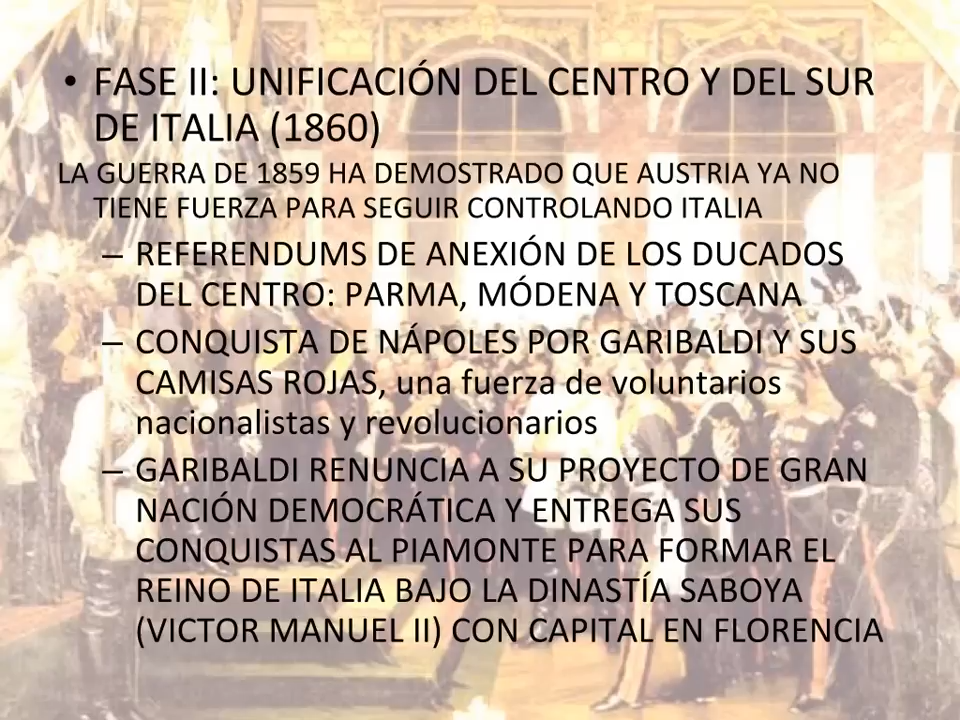 • FASE II: UNIFICACIÓN DEL CENTRO Y DEL SUR
DE ITALIA (1860)
LA GUERRA DE 1859 HA DEMOSTRADO QUE AUSTRIA YA NO
TIENE FUERZA PARA SEGUIR CONTROLANDO ITALIA
– REFERENDUMS DE ANEXIÓN DE LOS DUCADOS
DEL CENTRO: PARMA, MÓDENA Y TOSCANA
– CONQUISTA DE NÁPOLES POR GARIBALDI Y SUS
CAMISAS ROJAS, una fuerza de voluntarios
nacionalistas y revolucionarios
– GARIBALDI RENUNCIA A SU PROYECTO DE GRAN
NACIÓN DEMOCRÁTICA Y ENTREGA SUS
CONQUISTAS AL PIAMONTE PARA FORMAR EL
REINO DE ITALIA BAJO LA DINASTÍA SABOYA
(VICTOR MANUEL II) CON CAPITAL EN FLORENCIA